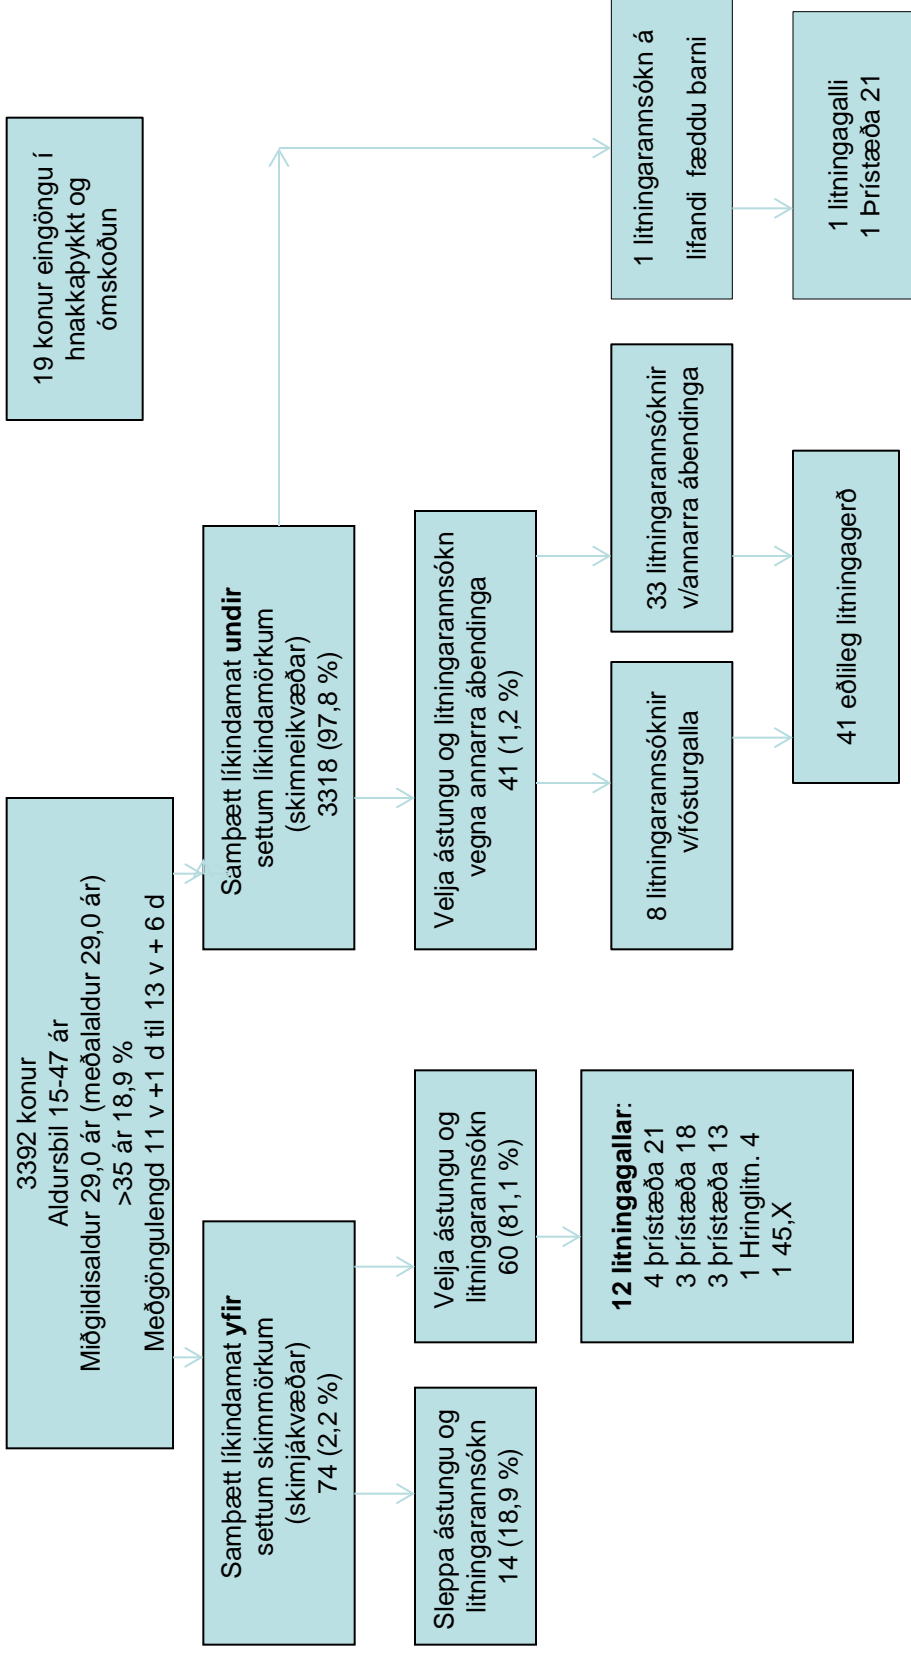 3392 konur
Aldursbil 15-47 ár
Miðgildisaldur 29,0 ár (meðalaldur 29,0 ár)
>35 ár 18,9 %
Meðgöngulengd 11 v +1 d til 13 v + 6 d
19 konur eingöngu í
hnakkaþykkt og
ómskoðun
Samþætt líkindamat yfir
settum skimmörkum
(skimjákvæðar)
74 (2,2 %)
Samþætt líkindamat undir
settum líkindamörkum
(skimneikvæðar)
3318 (97,8 %)
Sleppa ástungu og
litningarannsókn
14 (18,9 %)
Velja ástungu og
litningarannsókn
60 (81,1 %)
Velja ástungu og litningarannsókn
vegna annarra ábendinga
41 (1,2 %)
12 litningagallar:
4 þrístæða 21
3 þrístæða 18
3 þrístæða 13
1 Hringlitn. 4
1 45,X
8 litningarannsóknir
v/fósturgalla
33 litningarannsóknir
v/annarra ábendinga
1 litningarannsókn á
lifandi fæddu barni
41 eðlileg litningagerð
1 litningagalli
1 Þrístæða 21